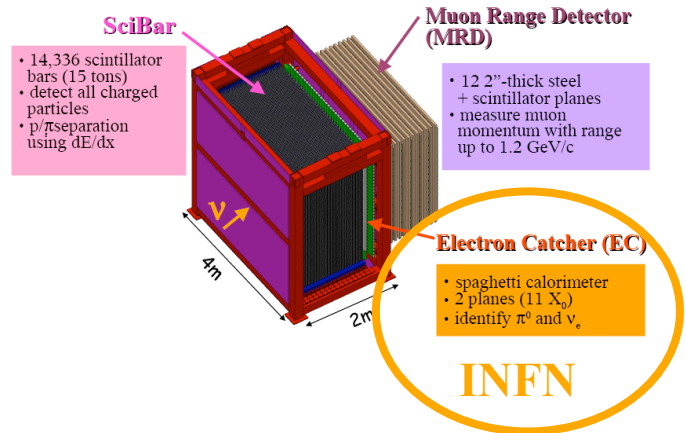 SciBar
• 14,336 scintillator
bars (15 tons)
• detect all charged
particles
• p/πseparation
using dE/dx
Muon Range Detector
(MRD)
• 12 2”-thick steel
+ scintillator planes
• measure muon
momentum with range
up to 1.2 GeV/c
ν
4m
2m
Electron Catcher (EC)
• spaghetti calorimeter
• 2 planes (11 X₀)
• identify π⁰ and νₑ
INFN